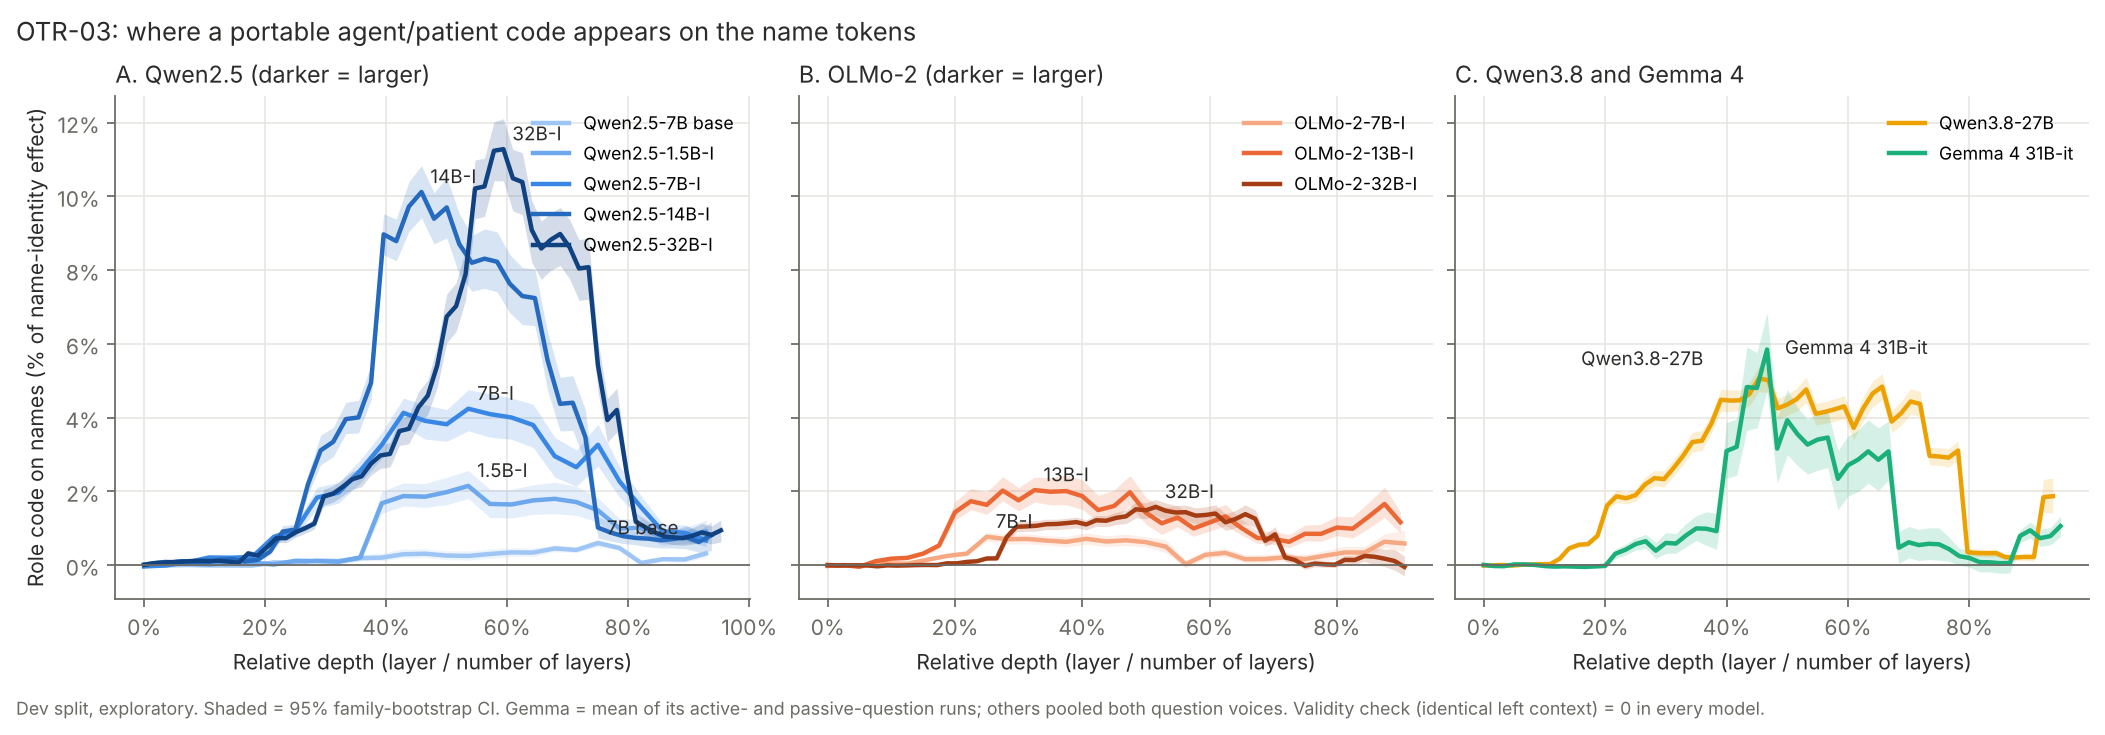 OTR-03: where a portable agent/patient code appears on the name tokens
A. Qwen2.5 (darker = larger)
Role code on names (% of name-identity effect)
12%
10%
8%
6%
4%
2%
0%
32B-I
14B-I
7B-I
1.5B-I
7B base
Qwen2.5-7B base
Qwen2.5-1.5B-I
Qwen2.5-7B-I
Qwen2.5-14B-I
Qwen2.5-32B-I
0% 20% 40% 60% 80% 100%
Relative depth (layer / number of layers)
B. OLMo-2 (darker = larger)
OLMo-2-7B-I
OLMo-2-13B-I
OLMo-2-32B-I
13B-I
32B-I
7B-I
0% 20% 40% 60% 80%
Relative depth (layer / number of layers)
C. Qwen3.8 and Gemma 4
Qwen3.8-27B
Gemma 4 31B-it
Gemma 4 31B-it
Qwen3.8-27B
0% 20% 40% 60% 80%
Relative depth (layer / number of layers)
Dev split, exploratory. Shaded = 95% family-bootstrap CI. Gemma = mean of its active- and passive-question runs; others pooled both question voices. Validity check (identical left context) = 0 in every model.